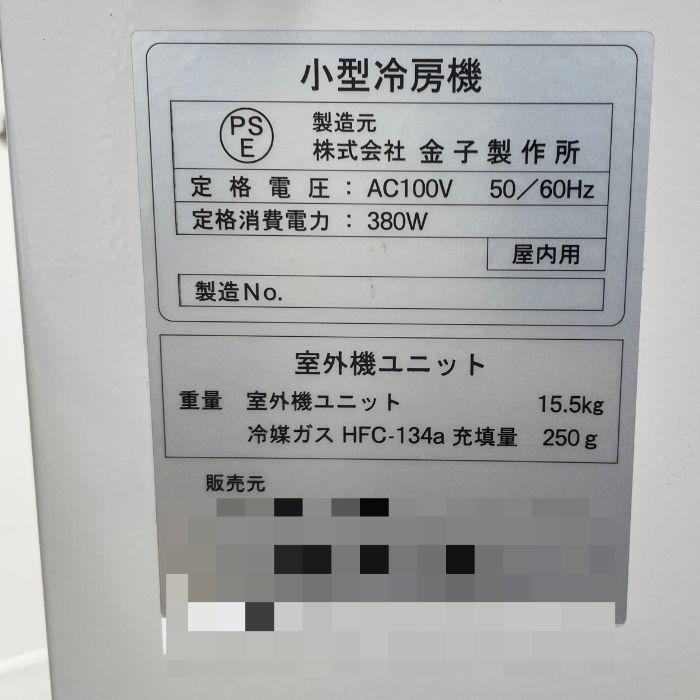 小型冷房機
PS
E
製造元
株式会社 金子製作所
定格電圧：AC100V 50／60Hz
定格消費電力：380W
屋内用
製造No.
室外機ユニット
重量 室外機ユニット 15.5kg
冷媒ガス HFC-134a 充填量 250g
販売元